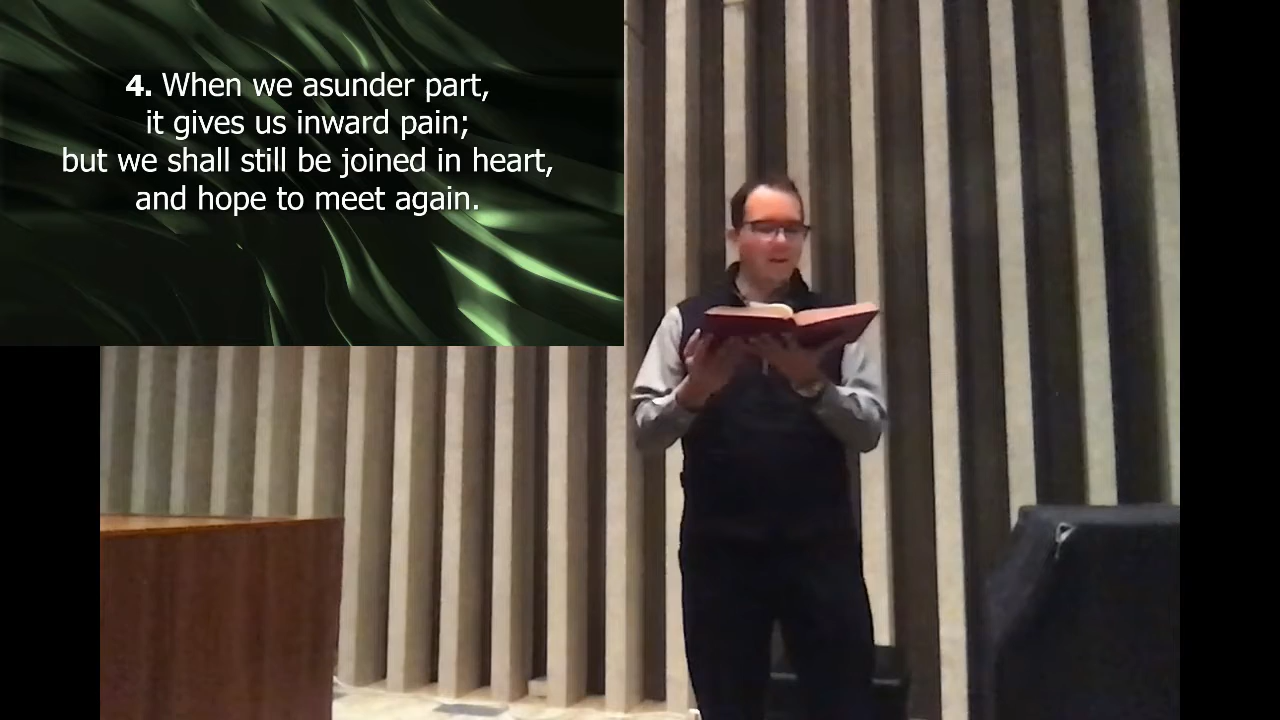 4. When we asunder part,
it gives us inward pain;
but we shall still be joined in heart,
and hope to meet again.